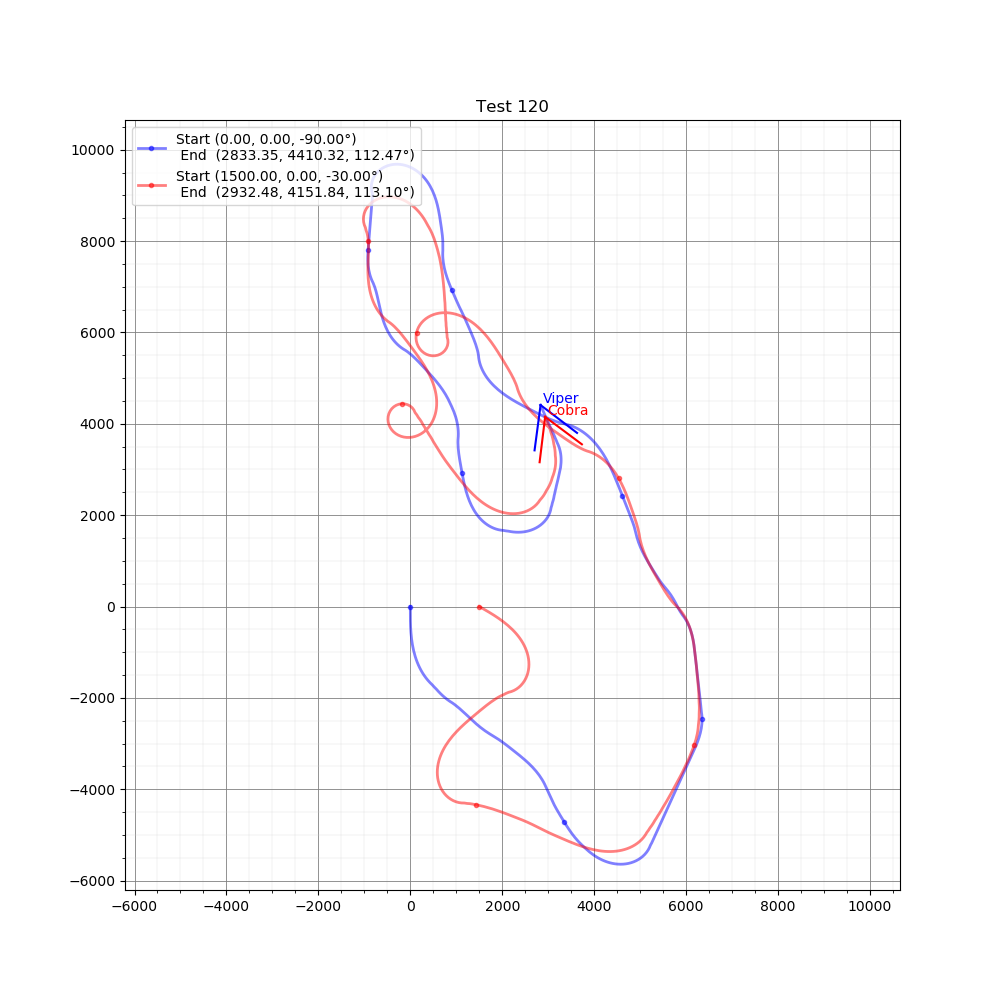 Test 120
Start (0.00, 0.00, -90.00°)
End (2833.35, 4410.32, 112.47°)
Start (1500.00, 0.00, -30.00°)
End (2932.48, 4151.84, 113.10°)
10000
8000
6000
4000
2000
0
−2000
−4000
−6000
Viper
Cobra
−6000 −4000 −2000 0 2000 4000 6000 8000 10000